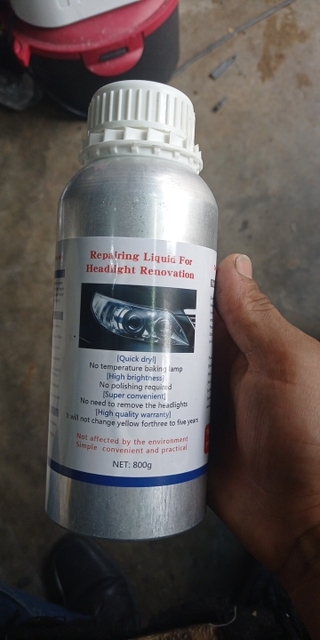 Repairing Liquid For
Headlight Renovation
[Quick dry]
No temperature baking lamp
[High brightness]
No polishing required
[Super convenient]
No need to remove the headlights
[High quality warranty]
It will not change yellow forthree to five years
Not affected by the environment
Simple convenient and practical
NET: 800g